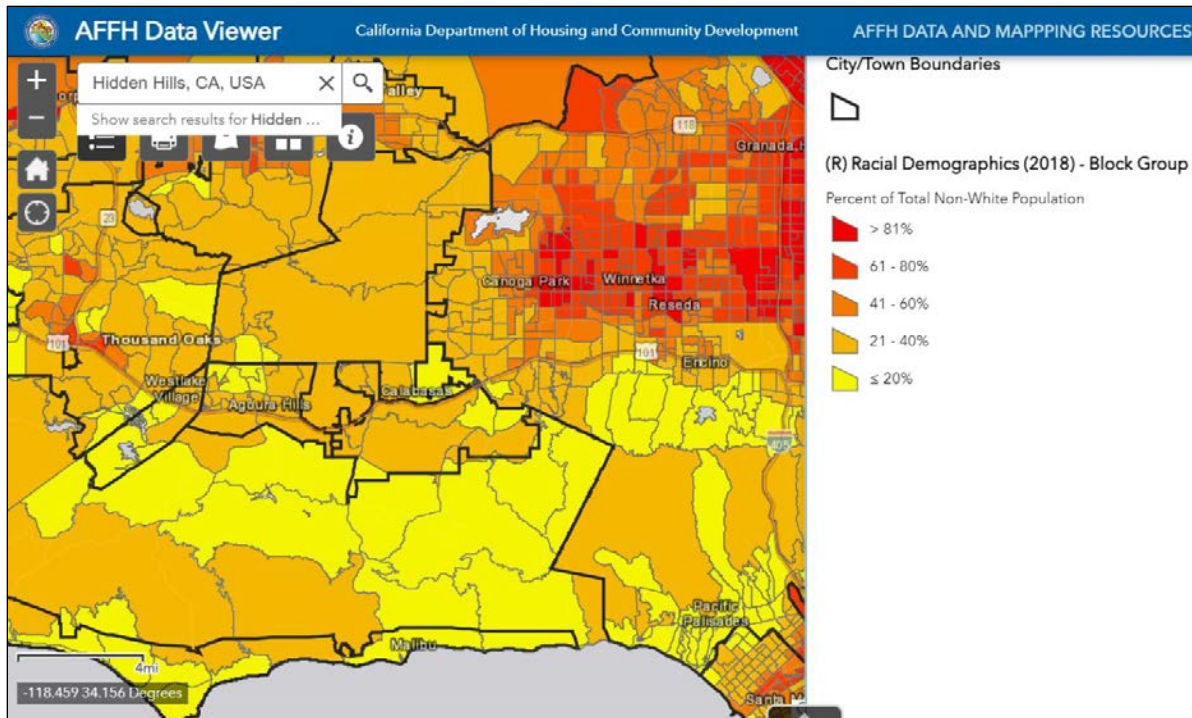 AFFH Data Viewer
California Department of Housing and Community Development
AFFH DATA AND MAPPPING RESOURCES
+
Hidden Hills, CA, USA
Show search results for Hidden ...
−
alley
118
Granada H
23
Canoga Park
Winnetka
Reseda
101
Thousand Oaks
101
Encino
Westlake
Village
Calabasas
Agoura Hills
405
Pacific
Palisades
Malibu
4mi
-118.459 34.156 Degrees
Santa M
City/Town Boundaries
(R) Racial Demographics (2018) - Block Group
Percent of Total Non-White Population
> 81%
61 - 80%
41 - 60%
21 - 40%
≤ 20%